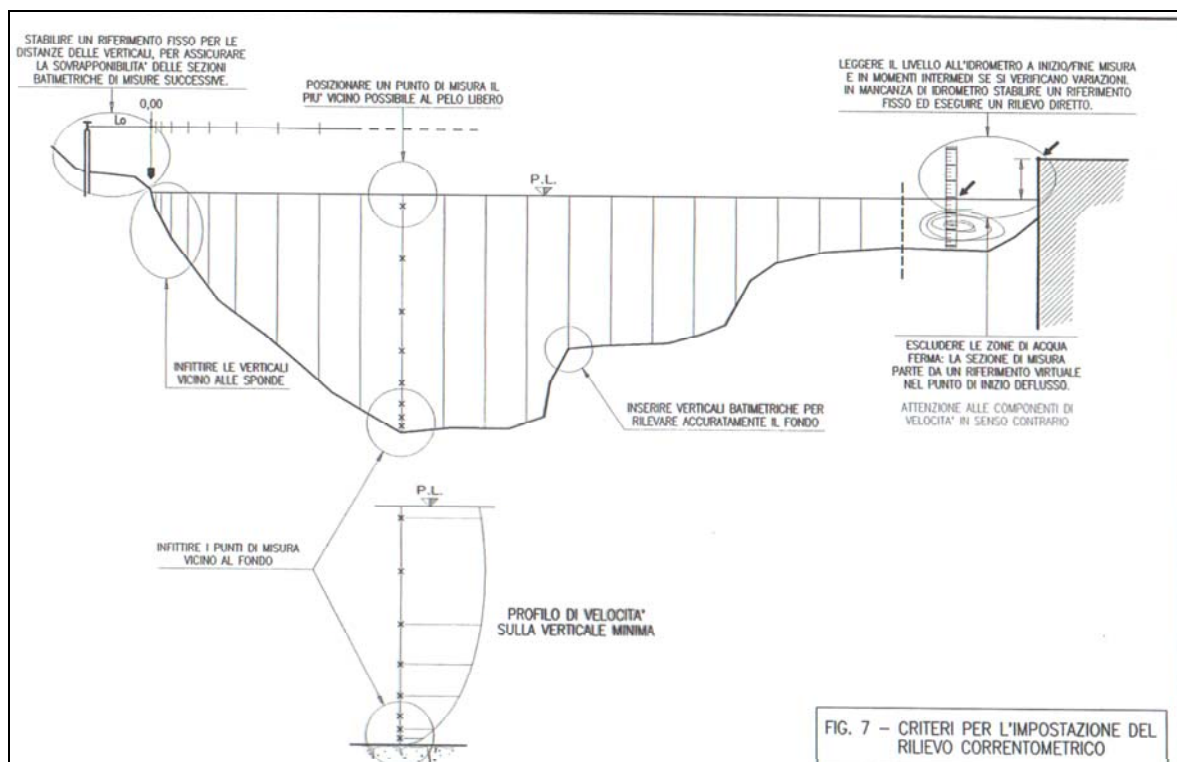 STABILIRE UN RIFERIMENTO FISSO PER LE
DISTANZE DELLE VERTICALI, PER ASSICURARE
LA SOVRAPPONIBILITA' DELLE SEZIONI
BATIMETRICHE DI MISURE SUCCESSIVE.
0,00
Lo
POSIZIONARE UN PUNTO DI MISURA IL
PIU' VICINO POSSIBILE AL PELO LIBERO
LEGGERE IL LIVELLO ALL'IDROMETRO A INIZIO/FINE MISURA
E IN MOMENTI INTERMEDI SE SI VERIFICANO VARIAZIONI.
IN MANCANZA DI IDROMETRO STABILIRE UN RIFERIMENTO
FISSO ED ESEGUIRE UN RILIEVO DIRETTO.
P.L.
INFITTIRE LE VERTICALI
VICINO ALLE SPONDE
INSERIRE VERTICALI BATIMETRICHE PER
RILEVARE ACCURATAMENTE IL FONDO
ESCLUDERE LE ZONE DI ACQUA
FERMA: LA SEZIONE DI MISURA
PARTE DA UN RIFERIMENTO VIRTUALE
NEL PUNTO DI INIZIO DEFLUSSO.
ATTENZIONE ALLE COMPONENTI DI
VELOCITA' IN SENSO CONTRARIO
P.L.
INFITTIRE I PUNTI DI MISURA
VICINO AL FONDO
PROFILO DI VELOCITA'
SULLA VERTICALE MINIMA
FIG. 7 – CRITERI PER L'IMPOSTAZIONE DEL
RILIEVO CORRENTOMETRICO